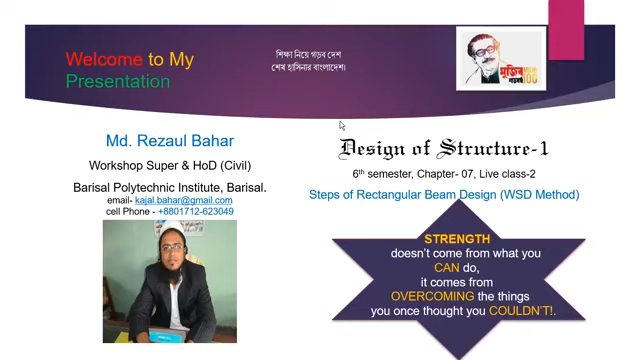 Welcome to My
Presentation
শিক্ষা নিয়ে গড়ব দেশ
শেখ হাসিনার বাংলাদেশ।
মুজিব
100
Md. Rezaul Bahar
Workshop Super & HoD (Civil)
Barisal Polytechnic Institute, Barisal.
email- kajal.bahar@gmail.com
cell Phone - +8801712-623049
Design of Structure-1
6th semester, Chapter- 07, Live class-2
Steps of Rectangular Beam Design (WSD Method)
STRENGTH
doesn't come from what you
CAN do,
it comes from
OVERCOMING the things
you once thought you COULDN'T!.